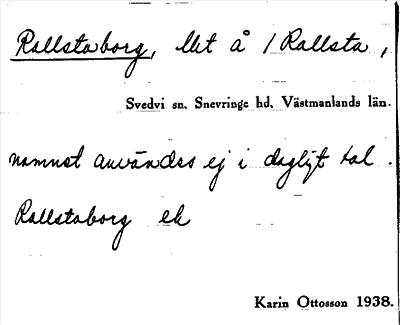 Rallstaborg, lht å / Rallsta,
Svedvi sn, Snevringe hd, Västmanlands län.
namnet användes ej i dagligt tal.
Rallstaborg ek
Karin Ottosson 1938.